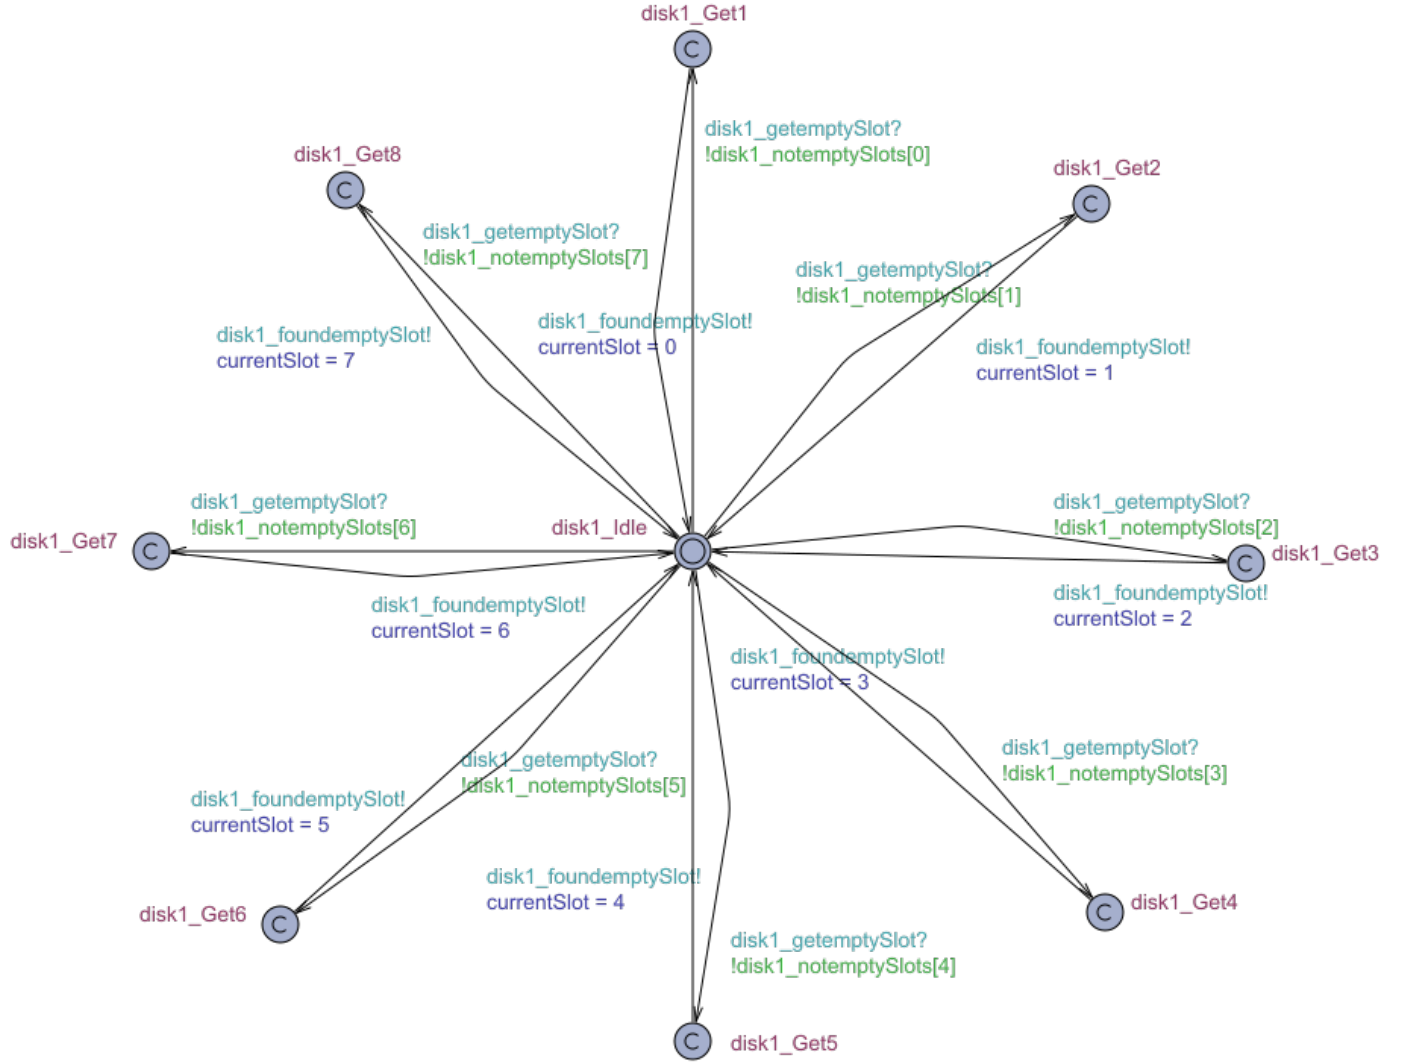 disk1_Get1
C
disk1_getemptySlot?
!disk1_notemptySlots[0]
disk1_Get8
C
disk1_Get2
C
disk1_getemptySlot?
!disk1_notemptySlots[7]
disk1_getemptySlot?
!disk1_notemptySlots[1]
disk1_foundemptySlot!
currentSlot = 7
disk1_foundemptySlot!
currentSlot = 0
disk1_foundemptySlot!
currentSlot = 1
disk1_getemptySlot?
!disk1_notemptySlots[6]
disk1_Get7
C
disk1_Idle
disk1_getemptySlot?
!disk1_notemptySlots[2]
C
disk1_Get3
disk1_foundemptySlot!
currentSlot = 6
disk1_foundemptySlot!
currentSlot = 2
disk1_foundemptySlot!
currentSlot = 3
disk1_getemptySlot?
!disk1_notemptySlots[5]
disk1_getemptySlot?
!disk1_notemptySlots[3]
disk1_foundemptySlot!
currentSlot = 5
disk1_foundemptySlot!
currentSlot = 4
disk1_Get6
C
C
disk1_Get4
disk1_getemptySlot?
!disk1_notemptySlots[4]
C
disk1_Get5